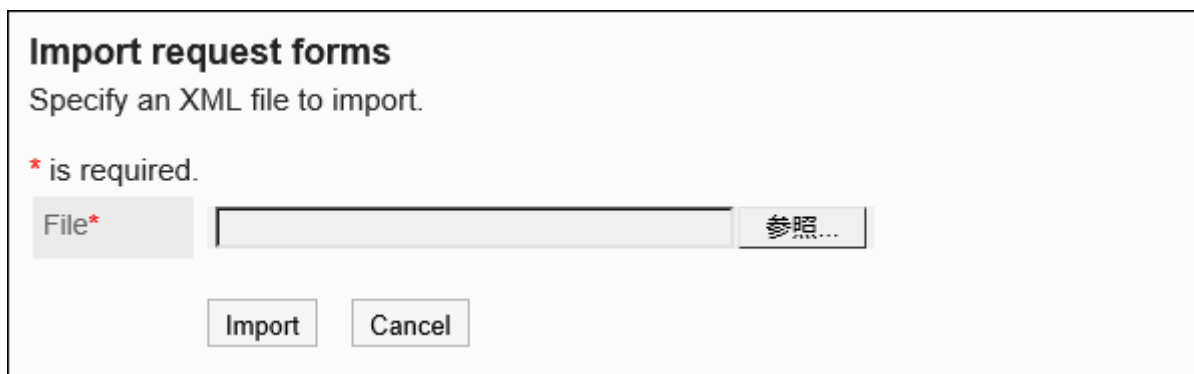 Import request forms
Specify an XML file to import.
* is required.
File* 参照...
Import Cancel